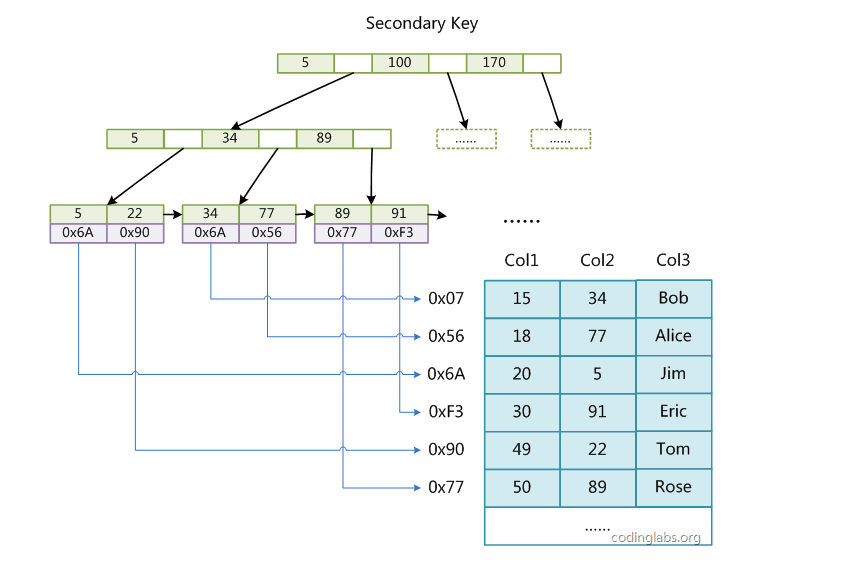 Secondary Key
5 100 170
5 34 89
...... ......
5 22 34 77 89 91
0x6A 0x90 0x6A 0x56 0x77 0xF3
......
Col1 Col2 Col3
0x07 15 34 Bob
0x56 18 77 Alice
0x6A 20 5 Jim
0xF3 30 91 Eric
0x90 49 22 Tom
0x77 50 89 Rose
......
codinglabs.org